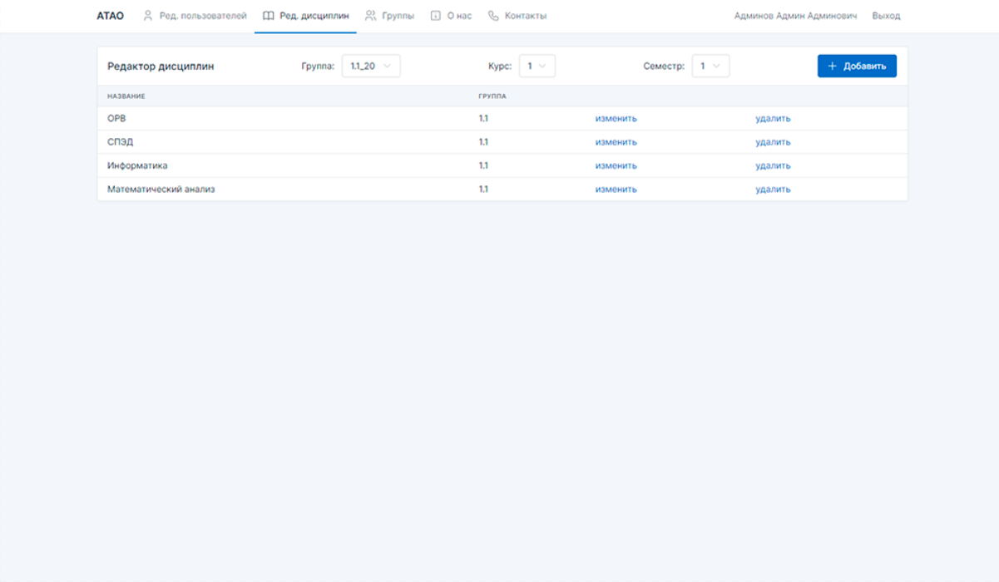 АТАО Ред. пользователей Ред. дисциплин Группы О нас Контакты Админов Админ Админович Выход
Редактор дисциплин Группа: 1.1_20 Курс: 1 Семестр: 1 + Добавить
НАЗВАНИЕ ГРУППА
ОРВ 1.1 изменить удалить
СПЭД 1.1 изменить удалить
Информатика 1.1 изменить удалить
Математический анализ 1.1 изменить удалить